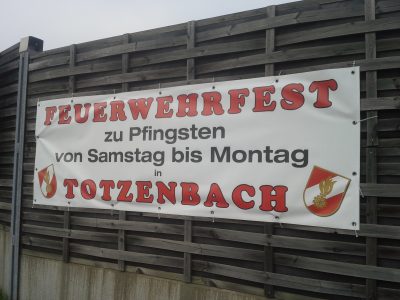 FEUERWEHRFEST
zu Pfingsten
von Samstag bis Montag
in
TOTZENBACH